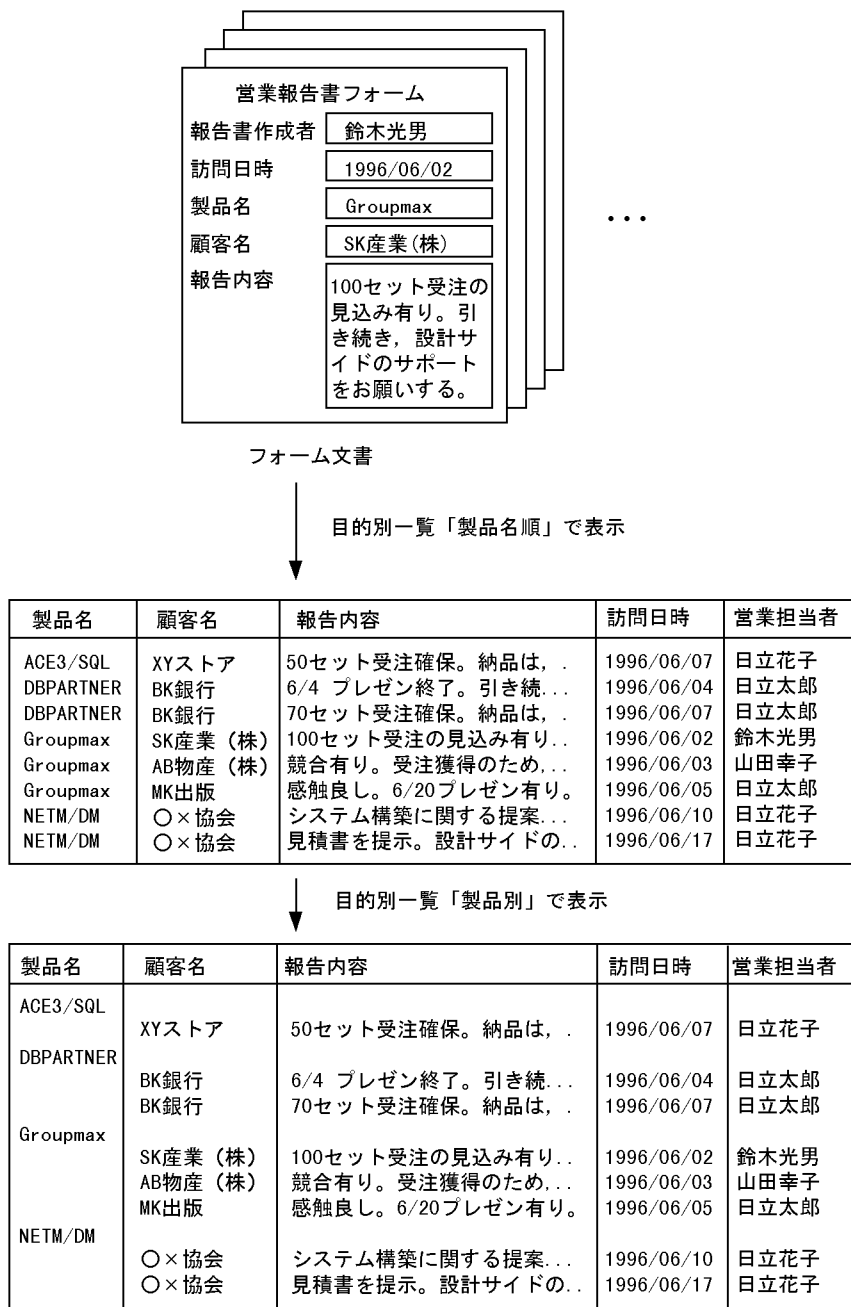 営業報告書フォーム
報告書作成者 鈴木光男
訪問日時 1996/06/02
製品名 Groupmax
顧客名 SK産業(株)
報告内容 100セット受注の
見込み有り。引
き続き，設計サ
イドのサポート
をお願いする。
...
フォーム文書
目的別一覧「製品名順」で表示
製品名 顧客名 報告内容 訪問日時 営業担当者
ACE3/SQL XYストア 50セット受注確保。納品は，. 1996/06/07 日立花子
DBPARTNER BK銀行 6/4 プレゼン終了。引き続... 1996/06/04 日立太郎
DBPARTNER BK銀行 70セット受注確保。納品は，. 1996/06/07 日立太郎
Groupmax SK産業（株） 100セット受注の見込み有り.. 1996/06/02 鈴木光男
Groupmax AB物産（株） 競合有り。受注獲得のため,... 1996/06/03 山田幸子
Groupmax MK出版 感触良し。6/20プレゼン有り。 1996/06/05 日立太郎
NETM/DM 〇×協会 システム構築に関する提案... 1996/06/10 日立花子
NETM/DM 〇×協会 見積書を提示。設計サイドの.. 1996/06/17 日立花子
目的別一覧「製品別」で表示
製品名 顧客名 報告内容 訪問日時 営業担当者
ACE3/SQL
XYストア 50セット受注確保。納品は，. 1996/06/07 日立花子
DBPARTNER
BK銀行 6/4 プレゼン終了。引き続... 1996/06/04 日立太郎
BK銀行 70セット受注確保。納品は，. 1996/06/07 日立太郎
Groupmax
SK産業（株） 100セット受注の見込み有り.. 1996/06/02 鈴木光男
AB物産（株） 競合有り。受注獲得のため,... 1996/06/03 山田幸子
MK出版 感触良し。6/20プレゼン有り。 1996/06/05 日立太郎
NETM/DM
〇×協会 システム構築に関する提案... 1996/06/10 日立花子
〇×協会 見積書を提示。設計サイドの.. 1996/06/17 日立花子